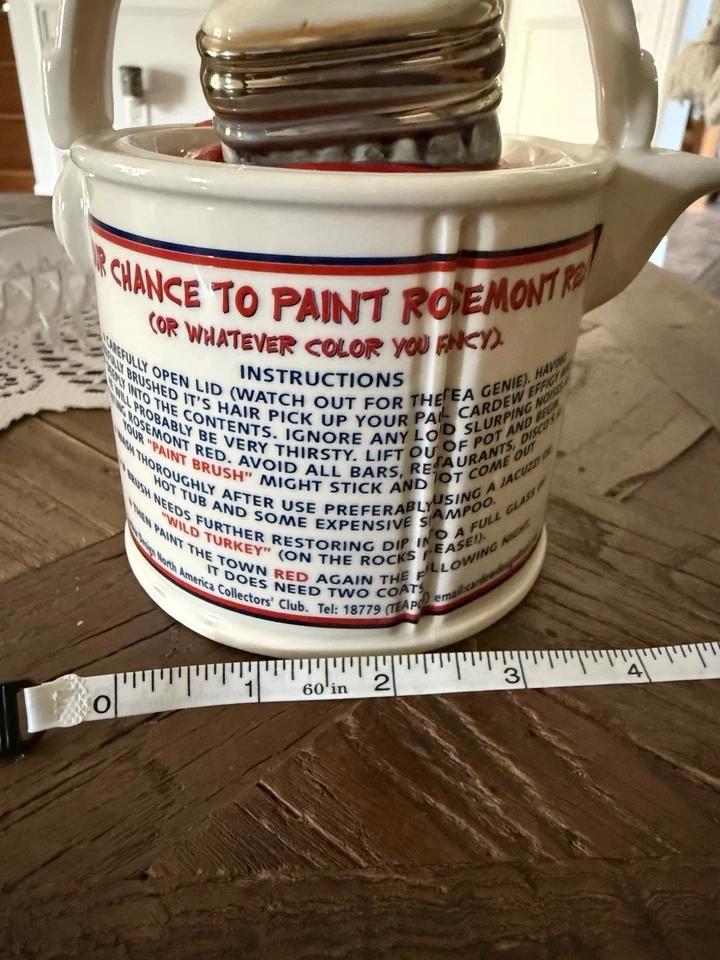 CHANCE TO PAINT ROSEMONT RED
(OR WHATEVER COLOR YOU FANCY).
INSTRUCTIONS
CAREFULLY OPEN LID (WATCH OUT FOR THE TEA GENIE). HAVING
BRUSHED IT'S HAIR PICK UP YOUR PAL CARDEW EFFIGY
INTO THE CONTENTS. IGNORE ANY LOUD SLURPING NOISES
WILL PROBABLY BE VERY THIRSTY. LIFT OUT OF POT AND BEGIN
ROSEMONT RED. AVOID ALL BARS, RESTAURANTS, DISCO'S
YOUR "PAINT BRUSH" MIGHT STICK AND NOT COME OUT
WASH THOROUGHLY AFTER USE PREFERABLY USING A JACUZZI OR
HOT TUB AND SOME EXPENSIVE SHAMPOO.
BRUSH NEEDS FURTHER RESTORING DIP INTO A FULL GLASS OF
"WILD TURKEY" (ON THE ROCKS PLEASE!).
THEN PAINT THE TOWN RED AGAIN THE FOLLOWING NIGHT
IT DOES NEED TWO COATS
Design North America Collectors' Club. Tel: 18779 (TEAPOT) email:cardewdesign
0 1 60 in 2 3 4